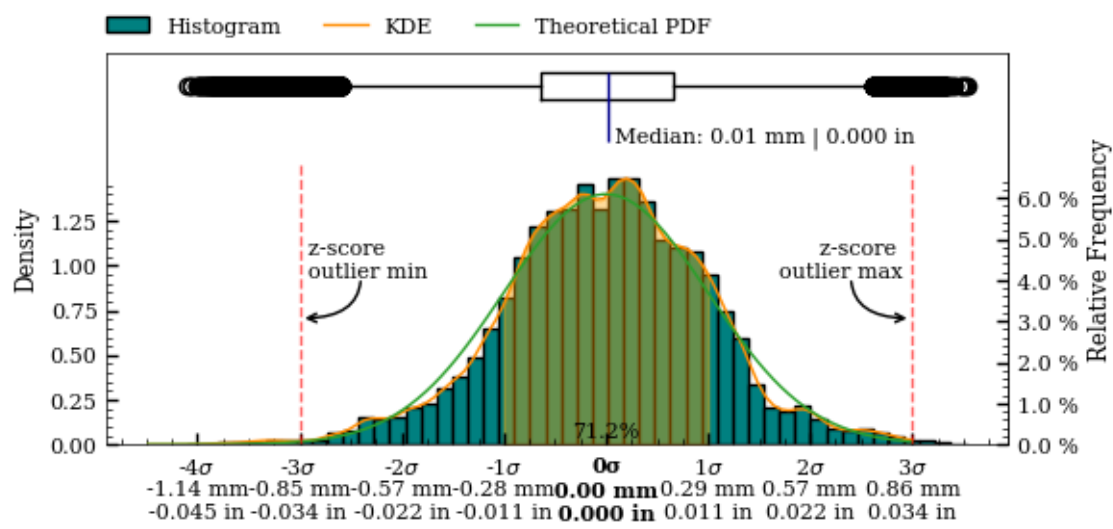 Histogram KDE Theoretical PDF
Median: 0.01 mm | 0.000 in
Density
Relative Frequency
1.25
1.00
0.75
0.50
0.25
0.00
6.0 %
5.0 %
4.0 %
3.0 %
2.0 %
1.0 %
0.0 %
z-score
outlier min
z-score
outlier max
71.2%
-4σ -3σ -2σ -1σ 0σ 1σ 2σ 3σ
-1.14 mm -0.85 mm -0.57 mm -0.28 mm 0.00 mm 0.29 mm 0.57 mm 0.86 mm
-0.045 in -0.034 in -0.022 in -0.011 in 0.000 in 0.011 in 0.022 in 0.034 in